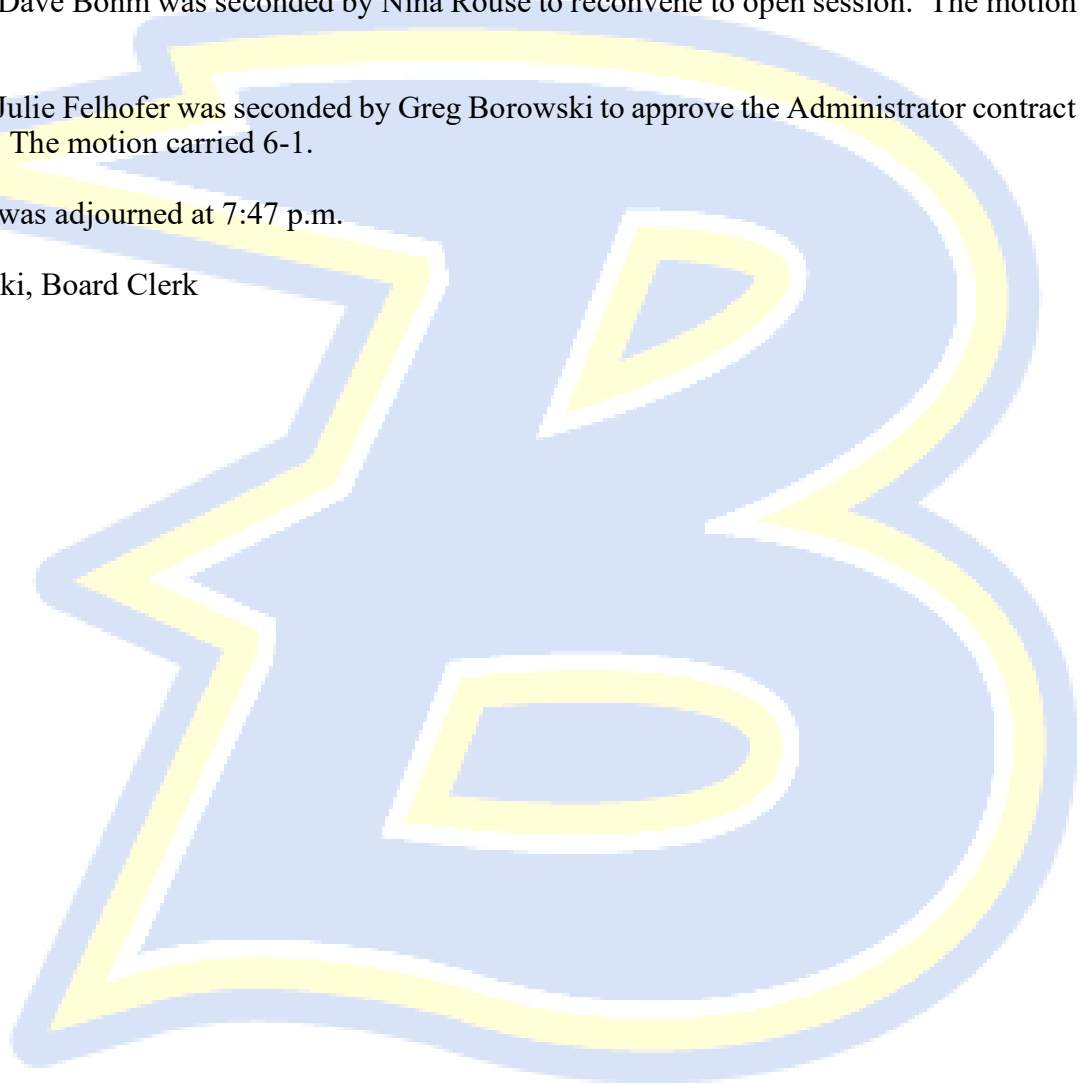 Dave Bohm was seconded by Nina Rouse to reconvene to open session. The motion
Julie Felhofer was seconded by Greg Borowski to approve the Administrator contract
The motion carried 6-1.
was adjourned at 7:47 p.m.
ki, Board Clerk
B